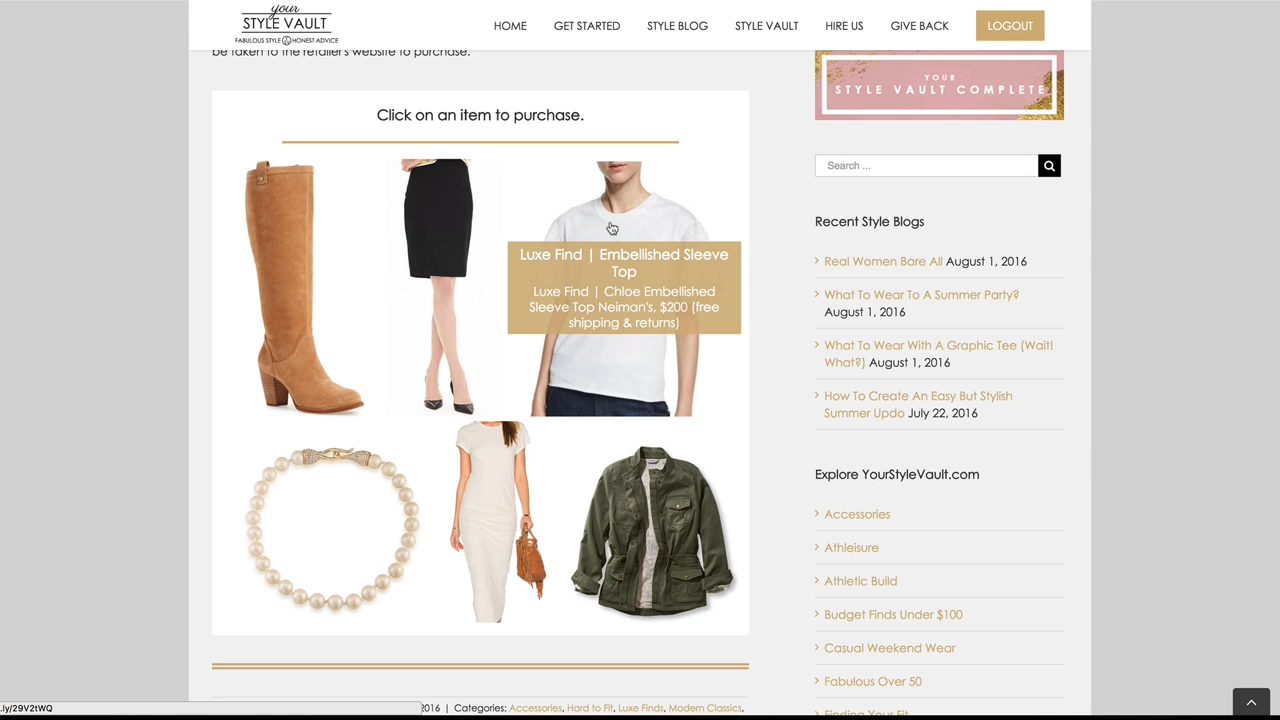 your
STYLE VAULT
FABULOUS STYLE HONEST ADVICE
HOME
GET STARTED
STYLE BLOG
STYLE VAULT
HIRE US
GIVE BACK
LOGOUT
be taken to the retailer's website to purchase.
Click on an item to purchase.
Luxe Find | Embellished Sleeve
Top
Luxe Find | Chloe Embellished
Sleeve Top Neiman's, $200 (free
shipping & returns)
2016 | Categories: Accessories, Hard to Fit, Luxe Finds, Modern Classics,
YOUR
STYLE VAULT COMPLETE
Search ...
Recent Style Blogs
Real Women Bare All August 1, 2016
What To Wear To A Summer Party?
August 1, 2016
What To Wear With A Graphic Tee (Wait!
What?) August 1, 2016
How To Create An Easy But Stylish
Summer Updo July 22, 2016
Explore YourStyleVault.com
Accessories
Athleisure
Athletic Build
Budget Finds Under $100
Casual Weekend Wear
Fabulous Over 50
Finding Your Fit
.ly/29V2tWQ